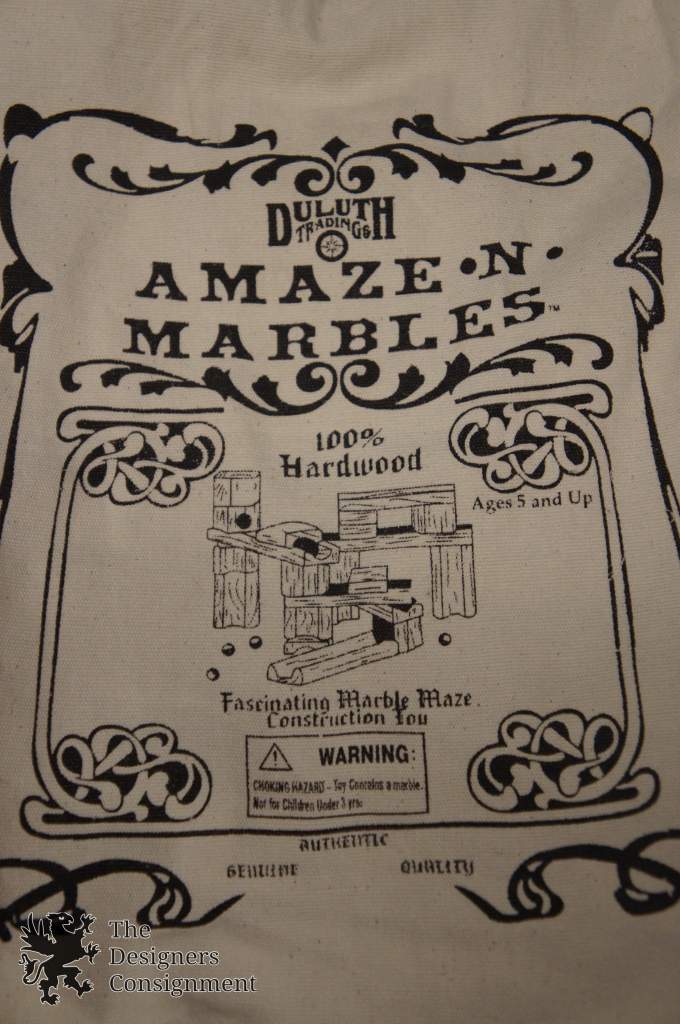 DULUTH
TRADING Co
AMAZE•N•
MARBLES™
100%
Hardwood
Ages 5 and Up
Fascinating Marble Maze
Construction Tou
WARNING:
CHOKING HAZARD - Toy Contains a marble.
Not for Children Under 3 yrs.
AUTHENTIC
GENUINE QUALITY
The
Designers
Consignment